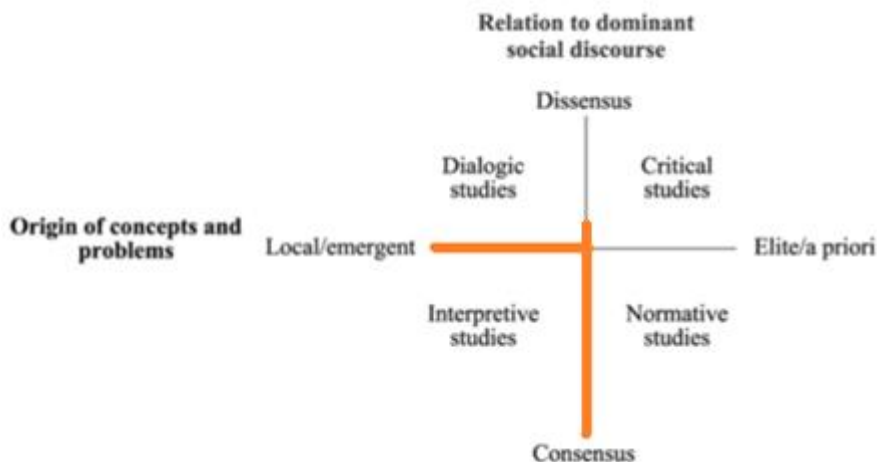 Relation to dominant
social discourse
Dissensus
Dialogic
studies
Critical
studies
Origin of concepts and
problems
Local/emergent
Elite/a priori
Interpretive
studies
Normative
studies
Consensus